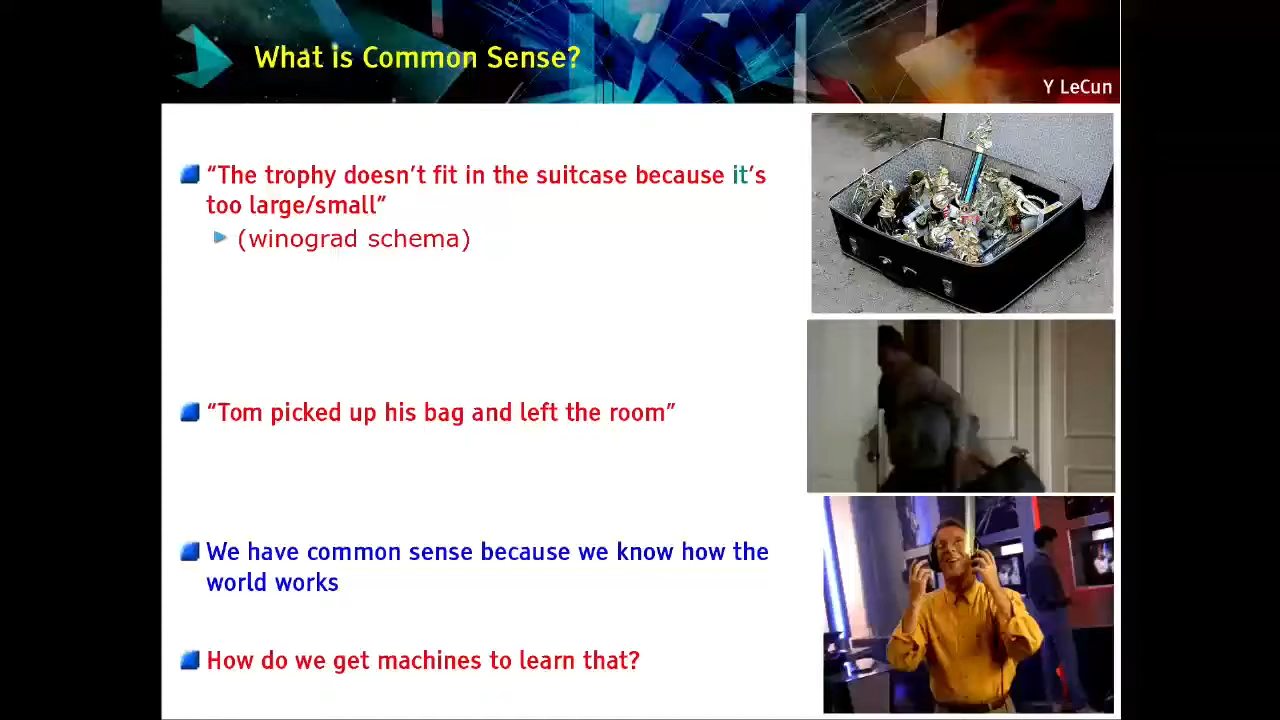 What is Common Sense?
Y LeCun
“The trophy doesn’t fit in the suitcase because it’s
too large/small”
(winograd schema)
“Tom picked up his bag and left the room”
We have common sense because we know how the
world works
How do we get machines to learn that?